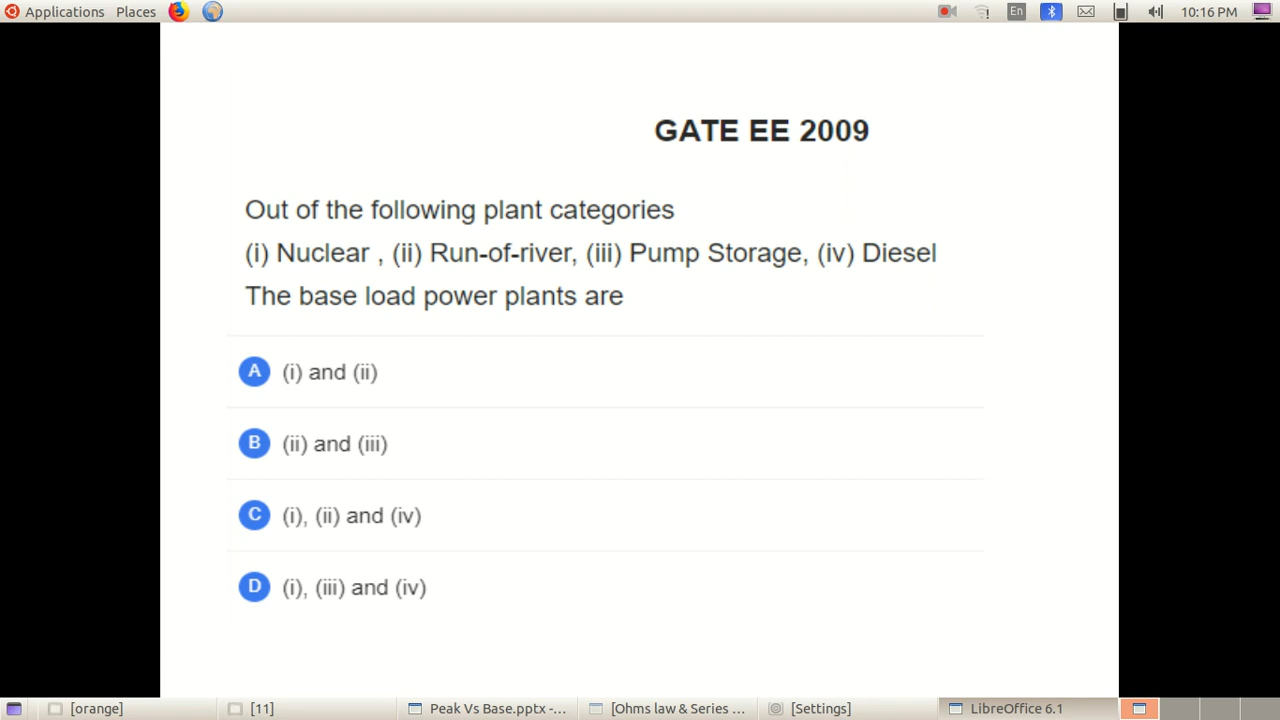 Applications Places En 10:16 PM
GATE EE 2009
Out of the following plant categories
(i) Nuclear , (ii) Run-of-river, (iii) Pump Storage, (iv) Diesel
The base load power plants are
A (i) and (ii)
B (ii) and (iii)
C (i), (ii) and (iv)
D (i), (iii) and (iv)
[orange] [11] Peak Vs Base.pptx -... [Ohms law & Series ... [Settings] LibreOffice 6.1